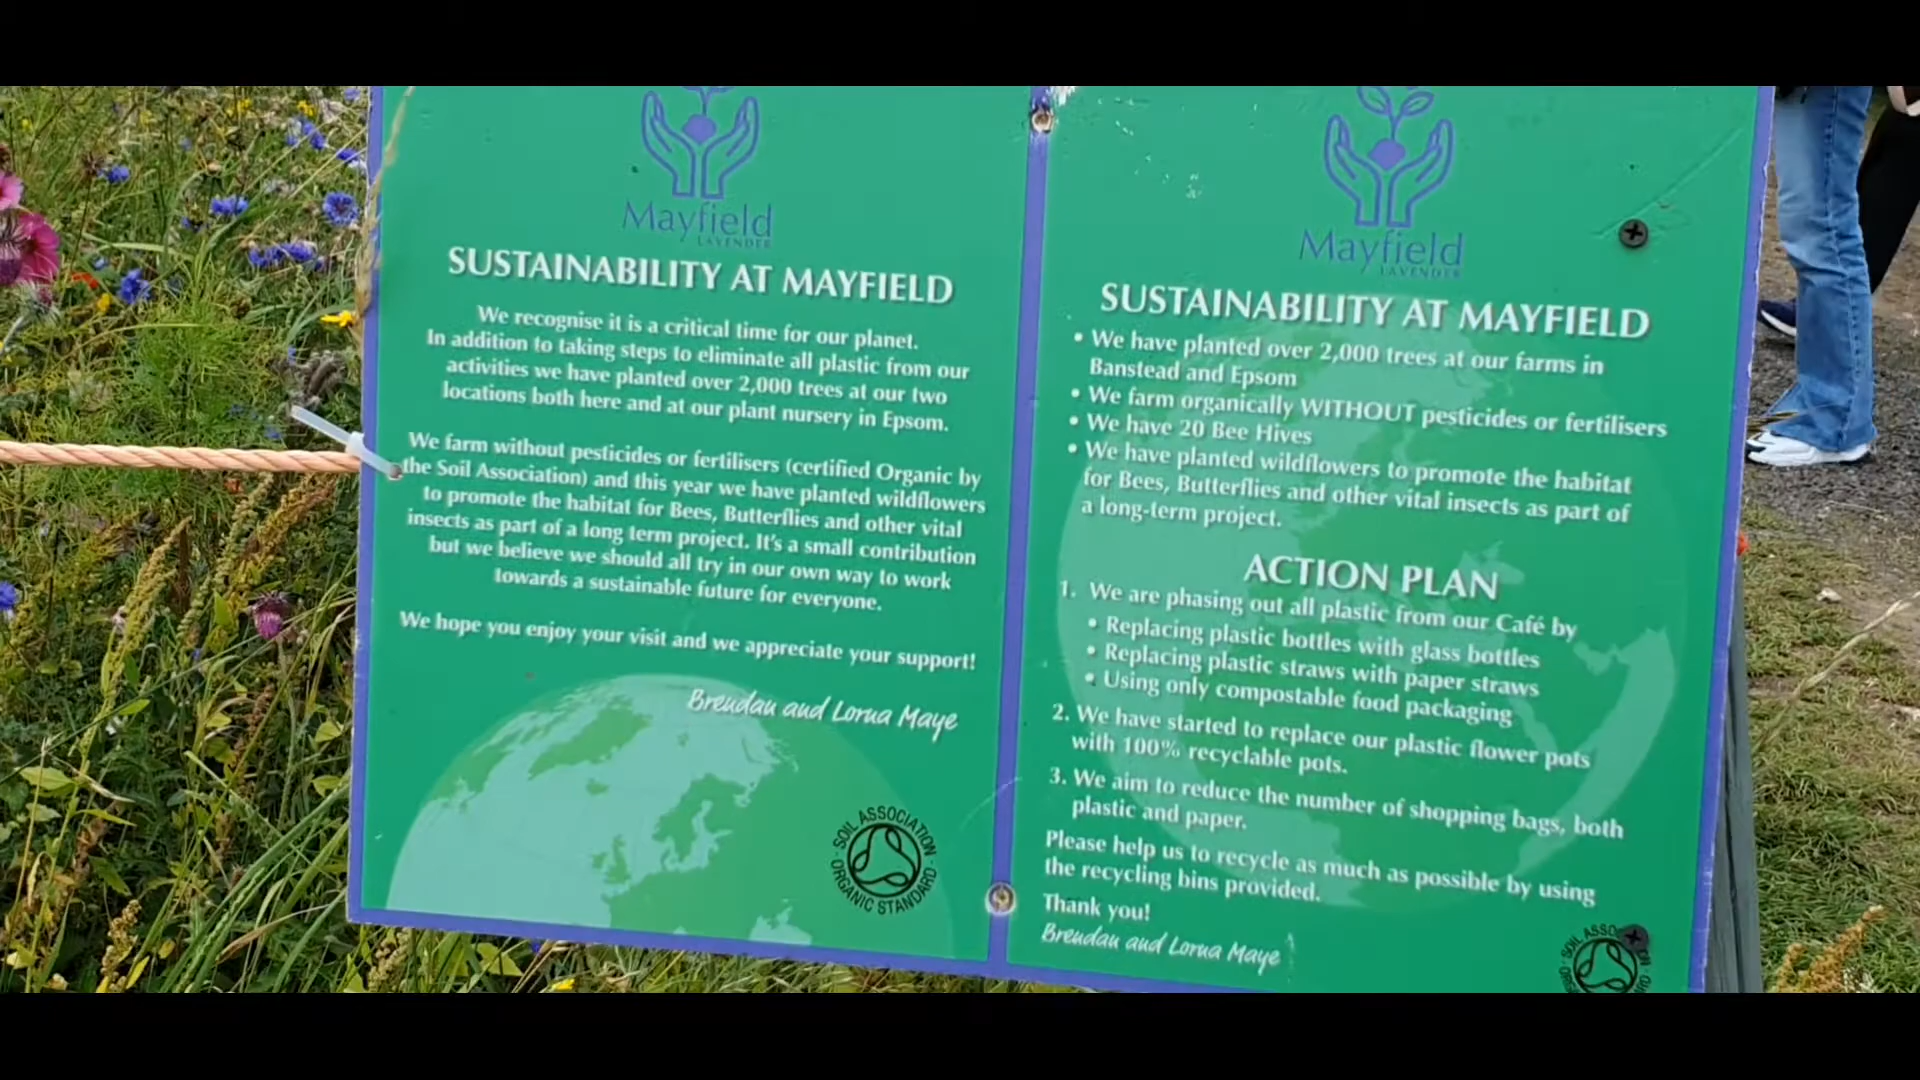 Mayfield
LAVENDER
SUSTAINABILITY AT MAYFIELD
We recognise it is a critical time for our planet.
In addition to taking steps to eliminate all plastic from our
activities we have planted over 2,000 trees at our two
locations both here and at our plant nursery in Epsom.
We farm without pesticides or fertilisers (certified Organic by
the Soil Association) and this year we have planted wildflowers
to promote the habitat for Bees, Butterflies and other vital
insects as part of a long term project. It's a small contribution
but we believe we should all try in our own way to work
towards a sustainable future for everyone.
We hope you enjoy your visit and we appreciate your support!
Brendan and Lorna Maye
SOIL ASSOCIATION
ORGANIC STANDARD
Mayfield
LAVENDER
SUSTAINABILITY AT MAYFIELD
• We have planted over 2,000 trees at our farms in
Banstead and Epsom
• We farm organically WITHOUT pesticides or fertilisers
• We have 20 Bee Hives
• We have planted wildflowers to promote the habitat
for Bees, Butterflies and other vital insects as part of
a long-term project.
ACTION PLAN
1. We are phasing out all plastic from our Café by
• Replacing plastic bottles with glass bottles
• Replacing plastic straws with paper straws
• Using only compostable food packaging
2. We have started to replace our plastic flower pots
with 100% recyclable pots.
3. We aim to reduce the number of shopping bags, both
plastic and paper.
Please help us to recycle as much as possible by using
the recycling bins provided.
Thank you!
Brendan and Lorna Maye
SOIL